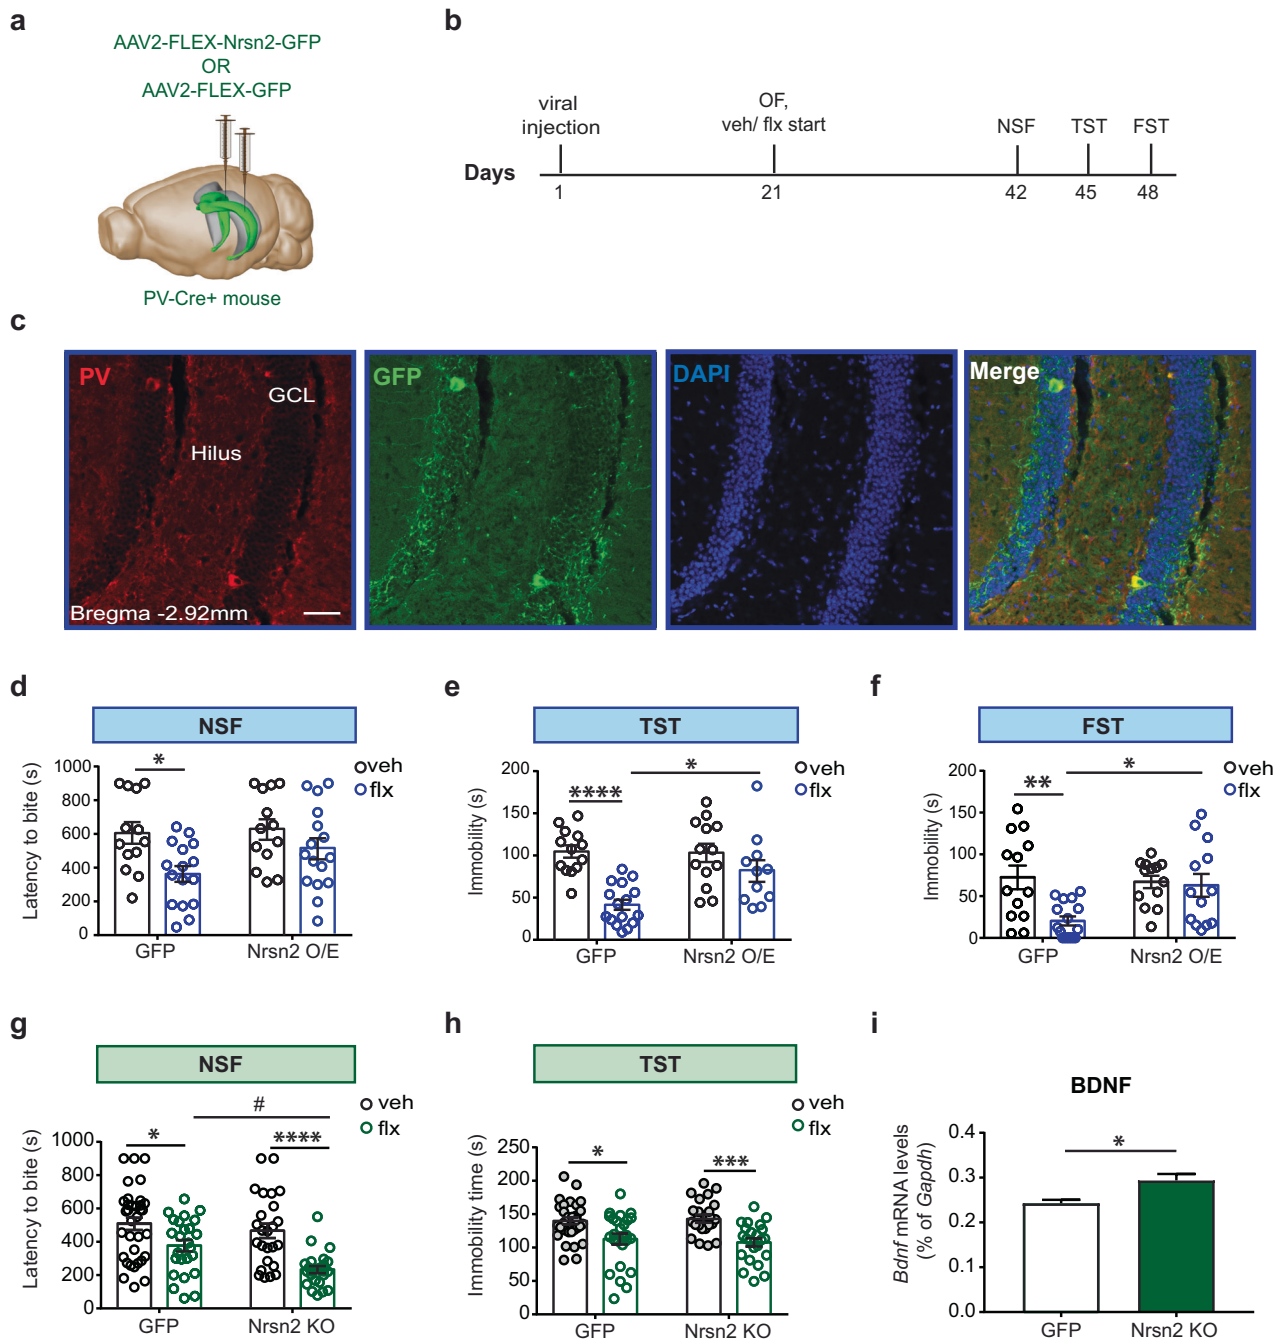 a
AAV2-FLEX-Nrsn2-GFP
OR
AAV2-FLEX-GFP
PV-Cre+ mouse
b
viral
injection
OF,
veh/ flx start
NSF
TST
FST
Days
1
21
42
45
48
c
PV
GCL
Hilus
Bregma -2.92mm
GFP
DAPI
Merge
d
NSF
veh
flx
Latency to bite (s)
1000
800
600
400
200
0
*
GFP
Nrsn2 O/E
e
TST
veh
flx
Immobility (s)
200
150
100
50
0
****
*
GFP
Nrsn2 O/E
f
FST
veh
flx
Immobility (s)
200
150
100
50
0
**
*
GFP
Nrsn2 O/E
g
NSF
veh
flx
Latency to bite (s)
1000
800
600
400
200
0
*
#
****
GFP
Nrsn2 KO
h
TST
veh
flx
Immobility time (s)
250
200
150
100
50
0
*
***
GFP
Nrsn2 KO
i
BDNF
Bdnf mRNA levels
(% of Gapdh)
0.4
0.3
0.2
0.1
0.0
*
GFP
Nrsn2 KO